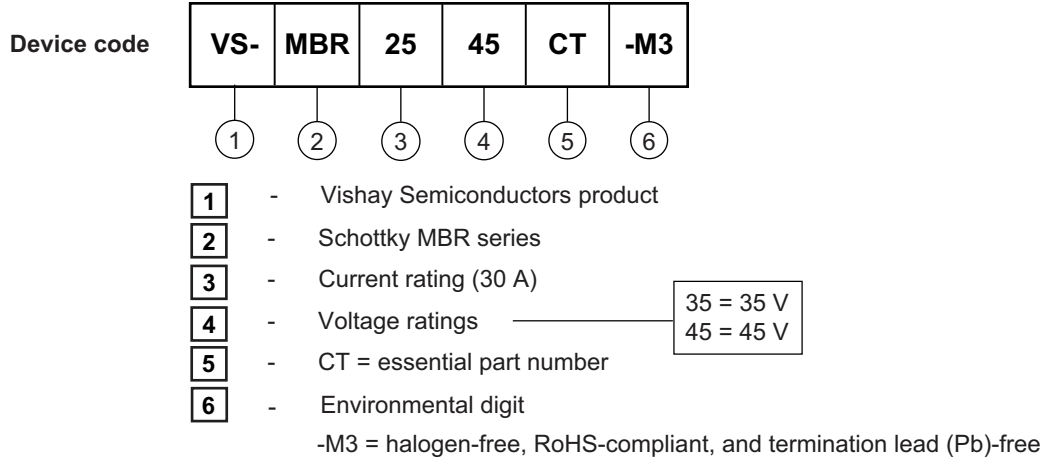 Device code VS- MBR 25 45 CT -M3
1 2 3 4 5 6
1 - Vishay Semiconductors product
2 - Schottky MBR series
3 - Current rating (30 A)
4 - Voltage ratings
35 = 35 V
45 = 45 V
5 - CT = essential part number
6 - Environmental digit
-M3 = halogen-free, RoHS-compliant, and termination lead (Pb)-free